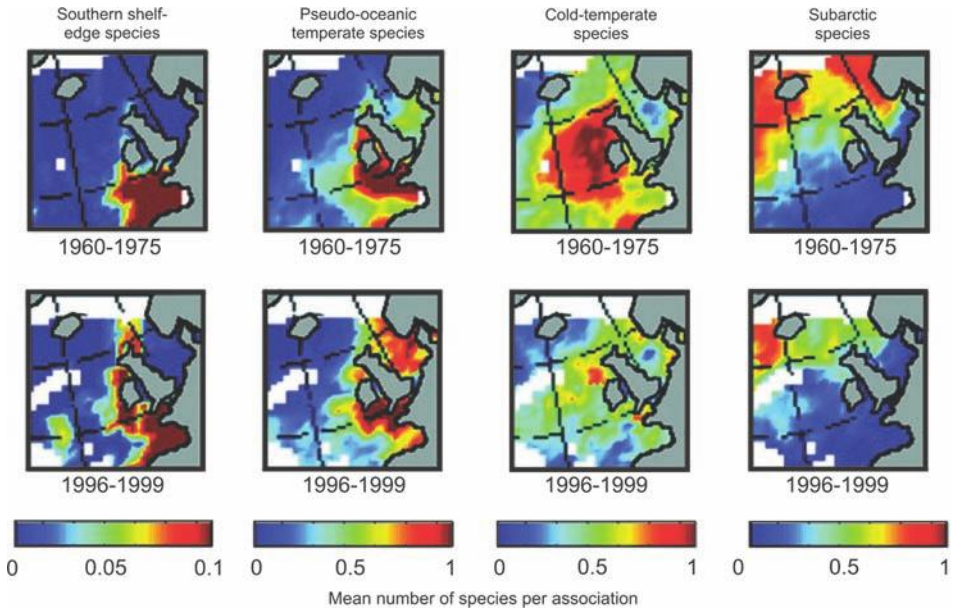 Southern shelf-
edge species
Pseudo-oceanic
temperate species
Cold-temperate
species
Subarctic
species
1960-1975
1960-1975
1960-1975
1960-1975
1996-1999
1996-1999
1996-1999
1996-1999
0 0.05 0.1
0 0.5 1
0 0.5 1
0 0.5 1
Mean number of species per association